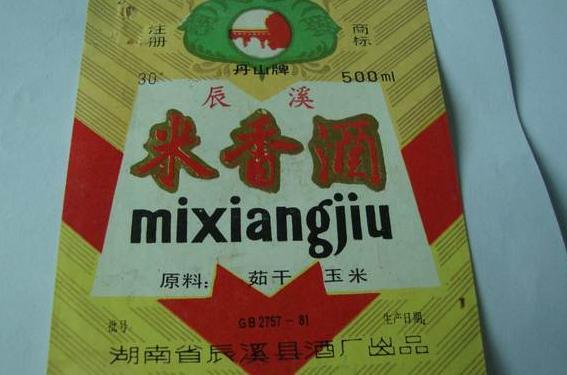 注册 商标
丹山牌
30° 500ml
辰溪
米香酒
mixiangjiu
原料: 茹干 玉米
批号 GB2757-81 生产日期:
湖南省辰溪县酒厂出品